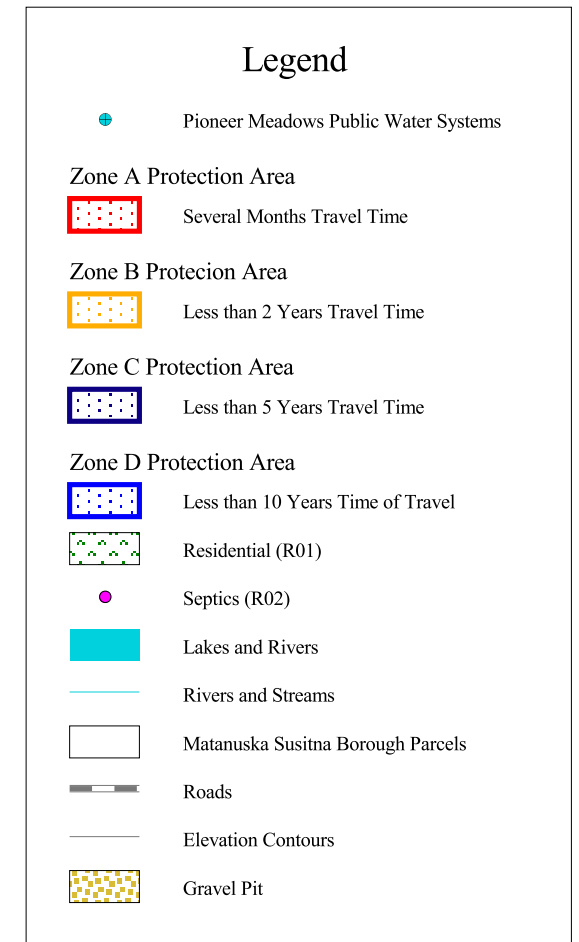 Legend
Pioneer Meadows Public Water Systems
Zone A Protection Area
Several Months Travel Time
Zone B Protecion Area
Less than 2 Years Travel Time
Zone C Protection Area
Less than 5 Years Travel Time
Zone D Protection Area
Less than 10 Years Time of Travel
Residential (R01)
Septics (R02)
Lakes and Rivers
Rivers and Streams
Matanuska Susitna Borough Parcels
Roads
Elevation Contours
Gravel Pit